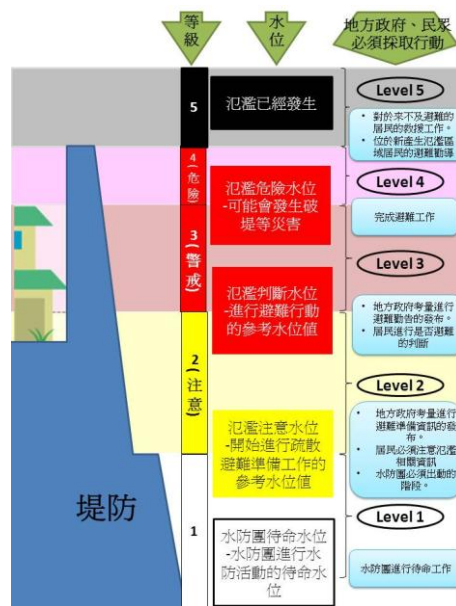 等級
水位
地方政府、民眾
必須採取行動
5
氾濫已經發生
Level 5
• 對於來不及避難的
居民的救援工作。
• 位於新產生氾濫區
域居民的避難勸導
4(危險)
氾濫危險水位
-可能會發生破
堤等災害
Level 4
完成避難工作
3(警戒)
氾濫判斷水位
-進行避難行動
的參考水位值
Level 3
• 地方政府考量進行
避難勸告的發布。
• 居民進行是否避難
的判斷
2(注意)
氾濫注意水位
-開始進行疏散
避難準備工作的
參考水位值
Level 2
• 地方政府考量進行
避難準備資訊的發
布。
• 居民必須注意氾濫
相關資訊
• 水防團必須出動的
階段。
堤防
1
水防團待命水位
-水防團進行水
防活動的待命水
位
Level 1
水防團進行待命工作